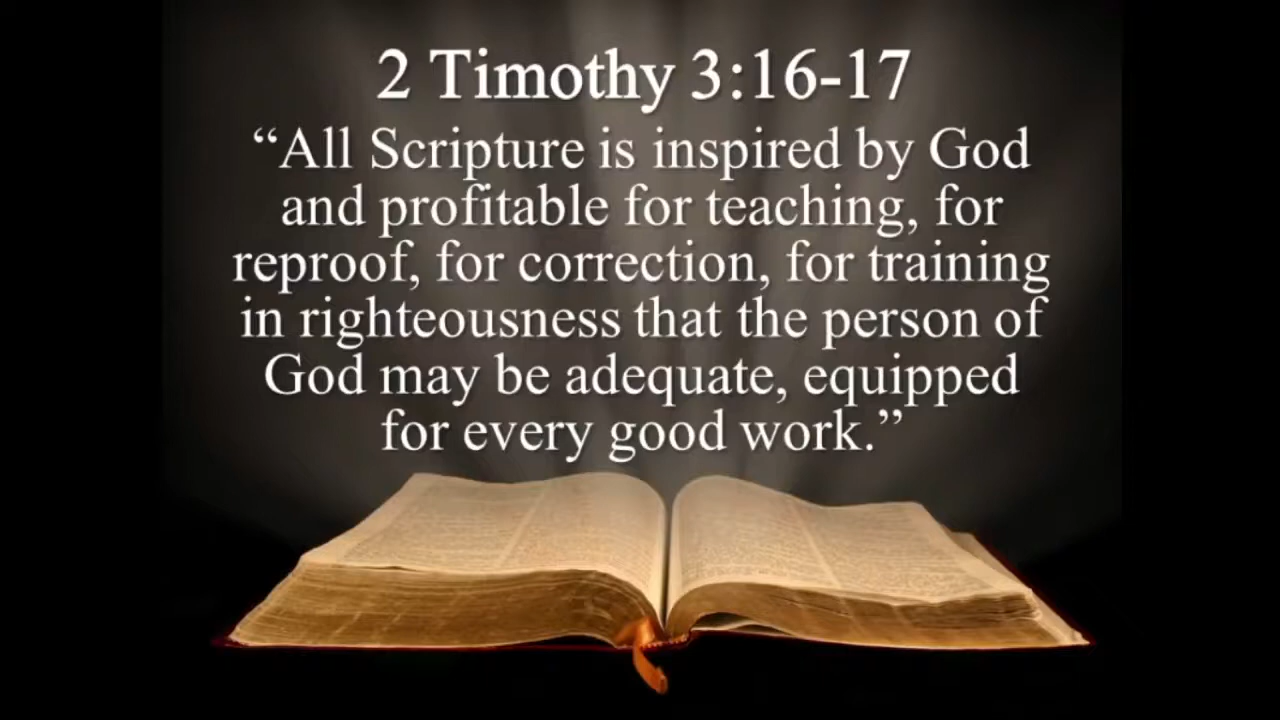 2 Timothy 3:16-17
“All Scripture is inspired by God
and profitable for teaching, for
reproof, for correction, for training
in righteousness that the person of
God may be adequate, equipped
for every good work.”